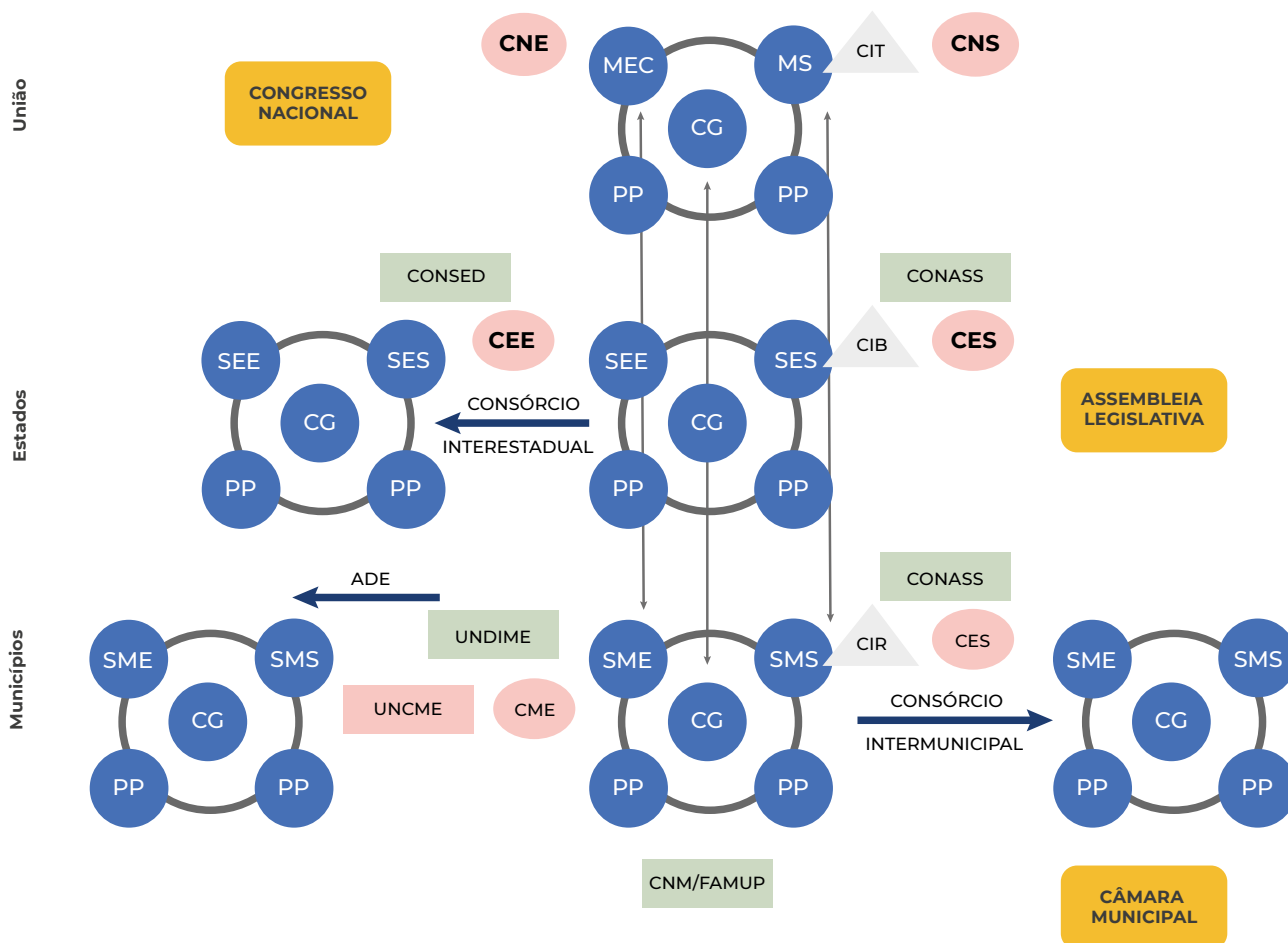 União
CONGRESSO
NACIONAL
CNE
MEC
MS
CIT
CNS
CG
PP
PP
Estados
CONSED
CONASS
SEE
SES
CEE
SEE
SES
CIB
CES
CG
CONSÓRCIO
INTERESTADUAL
CG
ASSEMBLEIA
LEGISLATIVA
PP
PP
PP
PP
Municípios
ADE
CONASS
UNDIME
SME
SMS
SME
SMS
CIR
CES
SME
SMS
CG
UNCME
CME
CG
CONSÓRCIO
INTERMUNICIPAL
CG
PP
PP
PP
PP
PP
PP
CNM/FAMUP
CÂMARA
MUNICIPAL